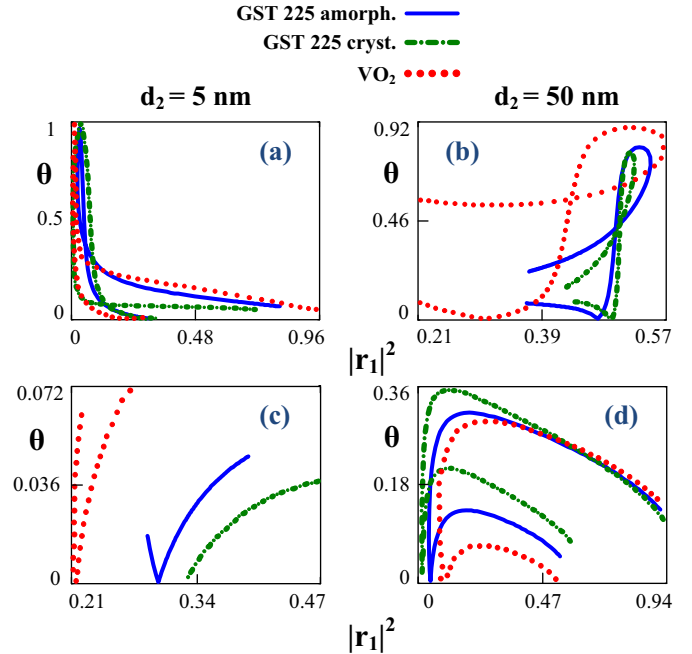 GST 225 amorph.
GST 225 cryst.
VO₂
d₂ = 5 nm
d₂ = 50 nm
1
θ
0.5
0
(a)
0
0.48
0.96
0.92
θ
0.46
0
(b)
0.21
0.39
0.57
|r₁|²
0.072
θ
0.036
0
(c)
0.21
0.34
0.47
0.36
θ
0.18
0
(d)
0
0.47
0.94
|r₁|²